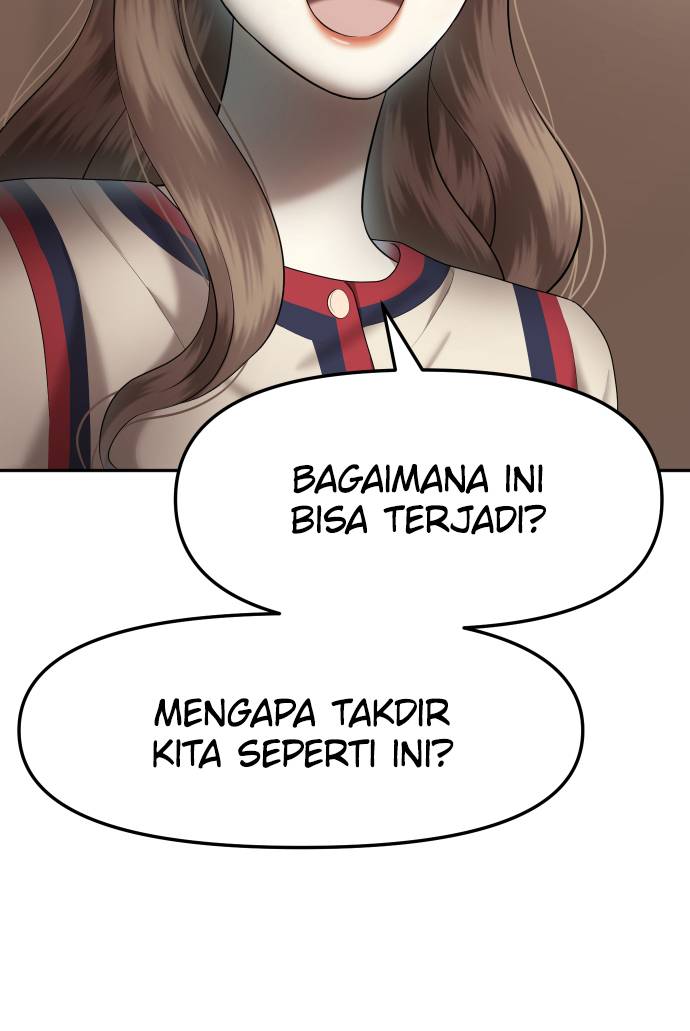 BAGAIMANA INI
BISA TERJADI?
MENGAPA TAKDIR
KITA SEPERTI INI?